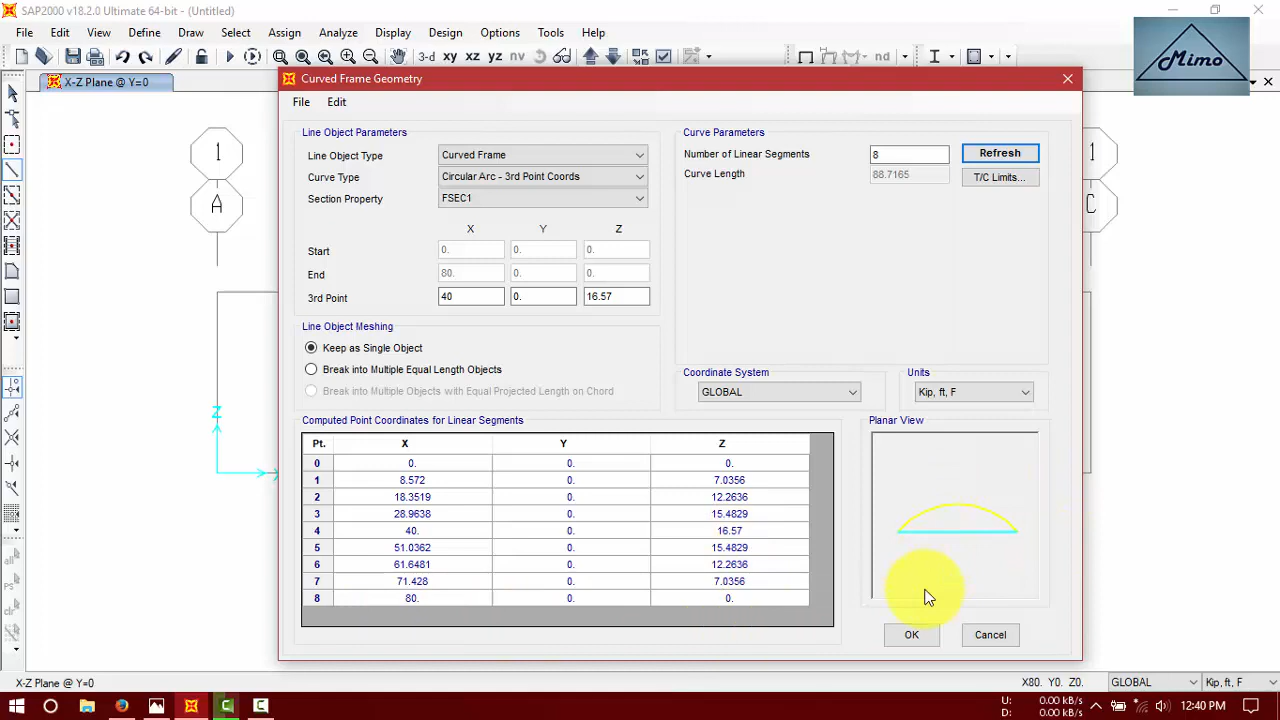 SAP2000 v18.2.0 Ultimate 64-bit - (Untitled)
File Edit View Define Draw Select Assign Analyze Display Design Options Tools Help
3-d xy xz yz nv
X-Z Plane @ Y=0
Mimo
Curved Frame Geometry
File Edit
Line Object Parameters
Line Object Type Curved Frame
Curve Type Circular Arc - 3rd Point Coords
Section Property FSEC1
X Y Z
Start 0. 0. 0.
End 80. 0. 0.
3rd Point 40 0. 16.57
Curve Parameters
Number of Linear Segments 8 Refresh
Curve Length 88.7165 T/C Limits...
Line Object Meshing
Keep as Single Object
Break into Multiple Equal Length Objects
Break into Multiple Objects with Equal Projected Length on Chord
Coordinate System
GLOBAL
Units
Kip, ft, F
Computed Point Coordinates for Linear Segments
Pt. X Y Z
0 0. 0. 0.
1 8.572 0. 7.0356
2 18.3519 0. 12.2636
3 28.9638 0. 15.4829
4 40. 0. 16.57
5 51.0362 0. 15.4829
6 61.6481 0. 12.2636
7 71.428 0. 7.0356
8 80. 0. 0.
Planar View
OK Cancel
1
A
1
C
Z
all
PS
clr
X-Z Plane @ Y=0
X80. Y0. Z0.
GLOBAL
Kip, ft, F
U: 0.00 kB/s
D: 0.00 kB/s
12:40 PM